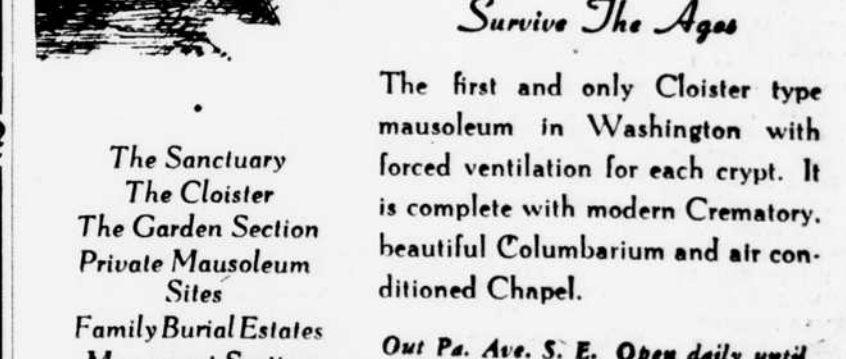 Survive The Ages
The first and only Cloister type
mausoleum in Washington with
forced ventilation for each crypt. It
is complete with modern Crematory,
beautiful Columbarium and air con-
ditioned Chapel.
Out Pa. Ave. S. E. Open daily until
The Sanctuary
The Cloister
The Garden Section
Private Mausoleum
Sites
Family Burial Estates